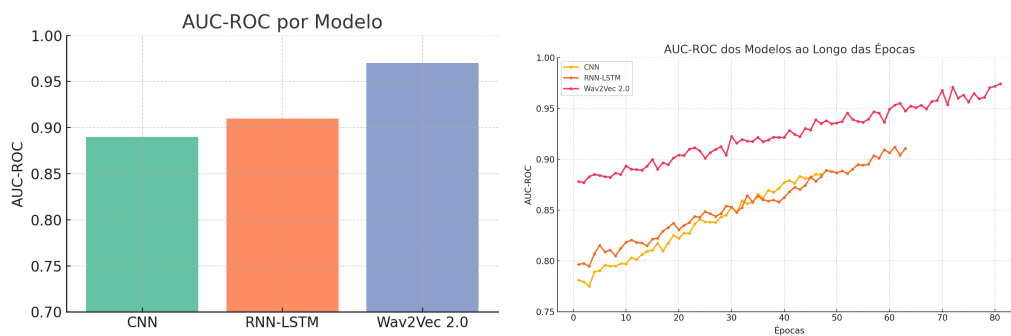 AUC-ROC por Modelo
1.00
0.95
0.90
0.85
0.80
0.75
0.70
AUC-ROC
CNN RNN-LSTM Wav2Vec 2.0
AUC-ROC dos Modelos ao Longo das Épocas
1.00
0.95
0.90
0.85
0.80
0.75
AUC-ROC
CNN
RNN-LSTM
Wav2Vec 2.0
0 10 20 30 40 50 60 70 80
Épocas